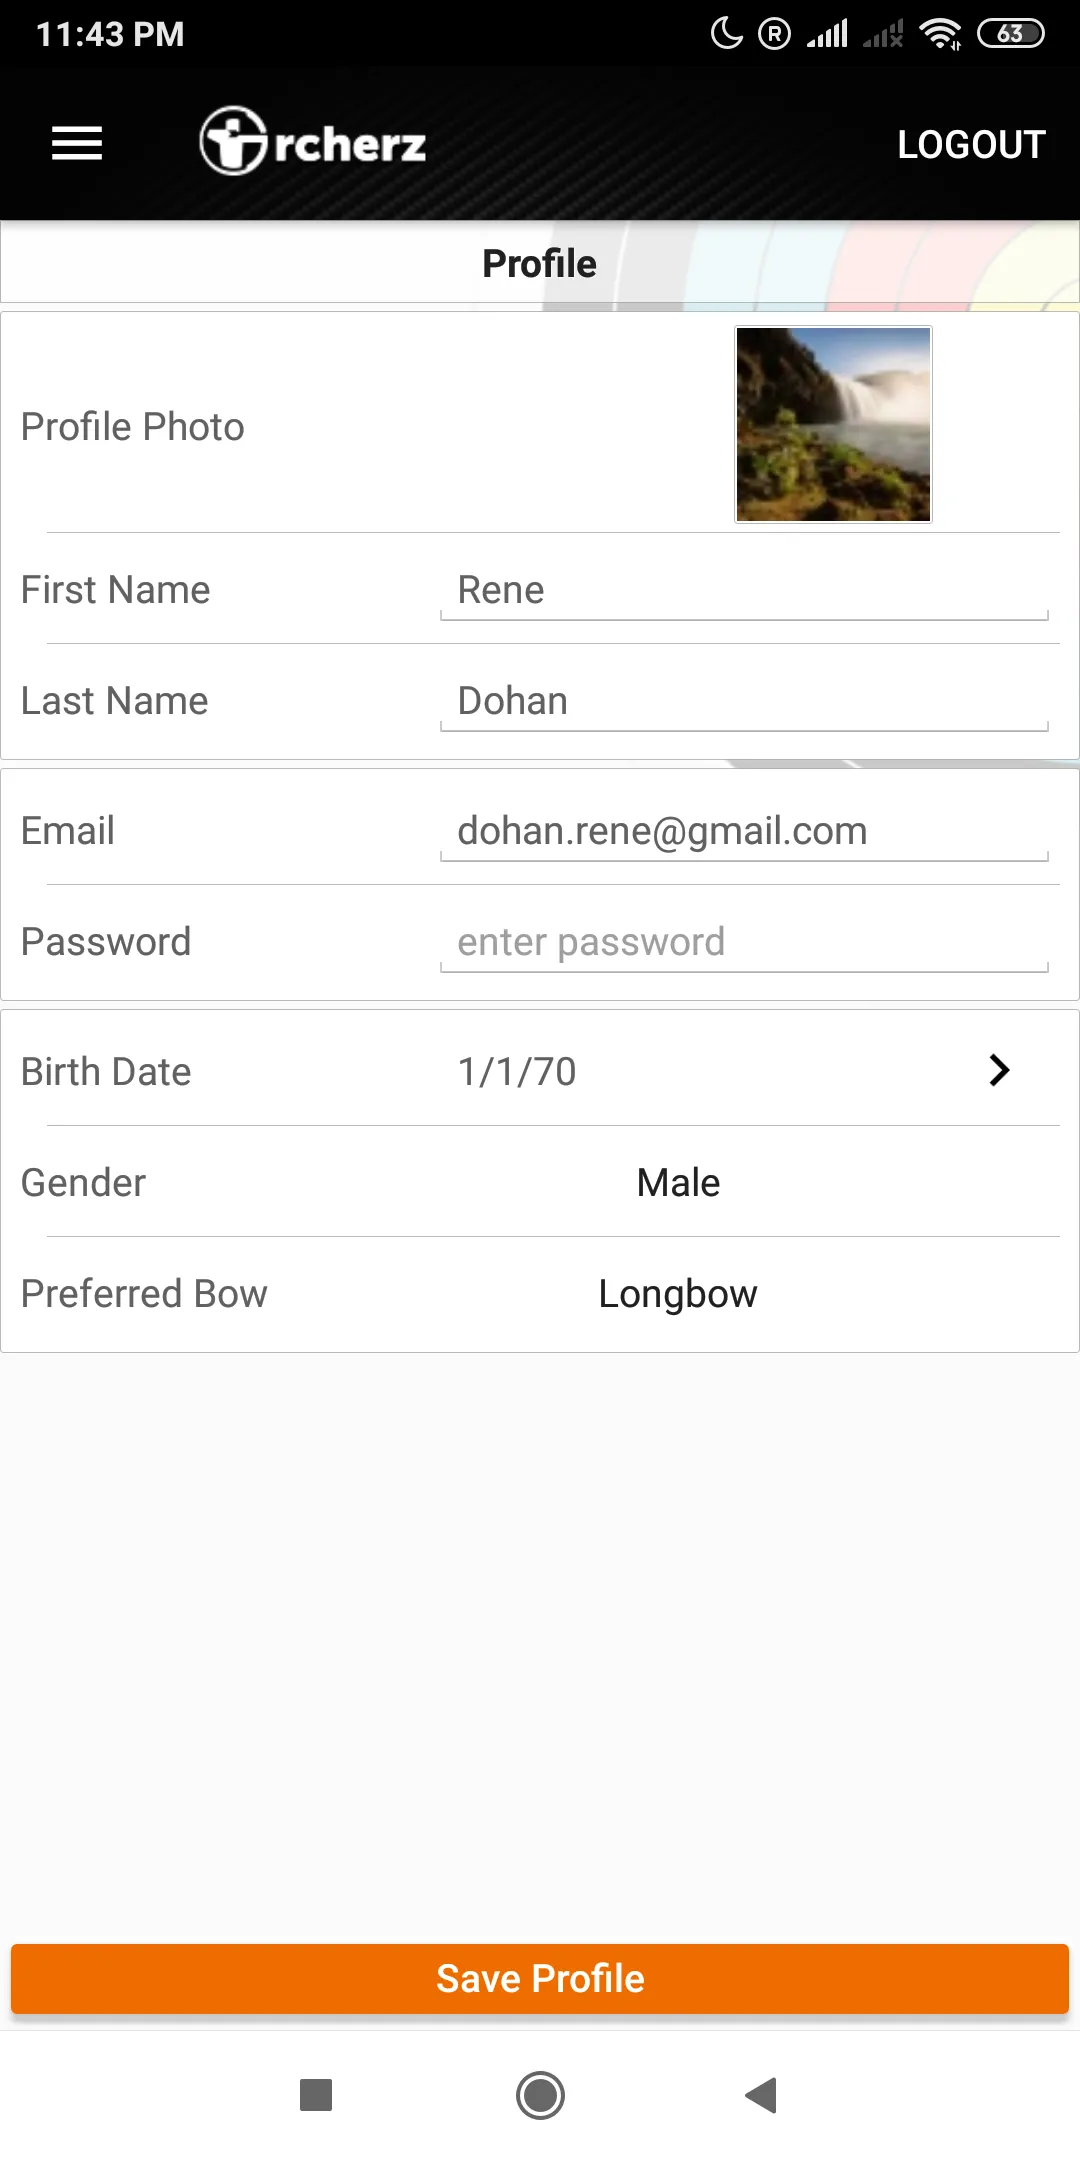 11:43 PM
R
63
rcherz
LOGOUT
Profile
Profile Photo
First Name
Rene
Last Name
Dohan
Email
dohan.rene@gmail.com
Password
enter password
Birth Date
1/1/70
Gender
Male
Preferred Bow
Longbow
Save Profile